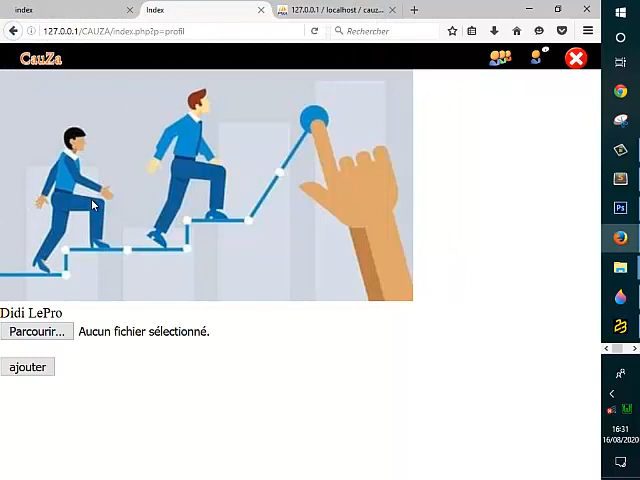 index
Index
127.0.0.1 / localhost / cauz...
127.0.0.1/CAUZA/index.php?p=profil
Rechercher
CauZa
Didi LePro
Parcourir... Aucun fichier sélectionné.
ajouter
Ps
16:31
16/08/2020